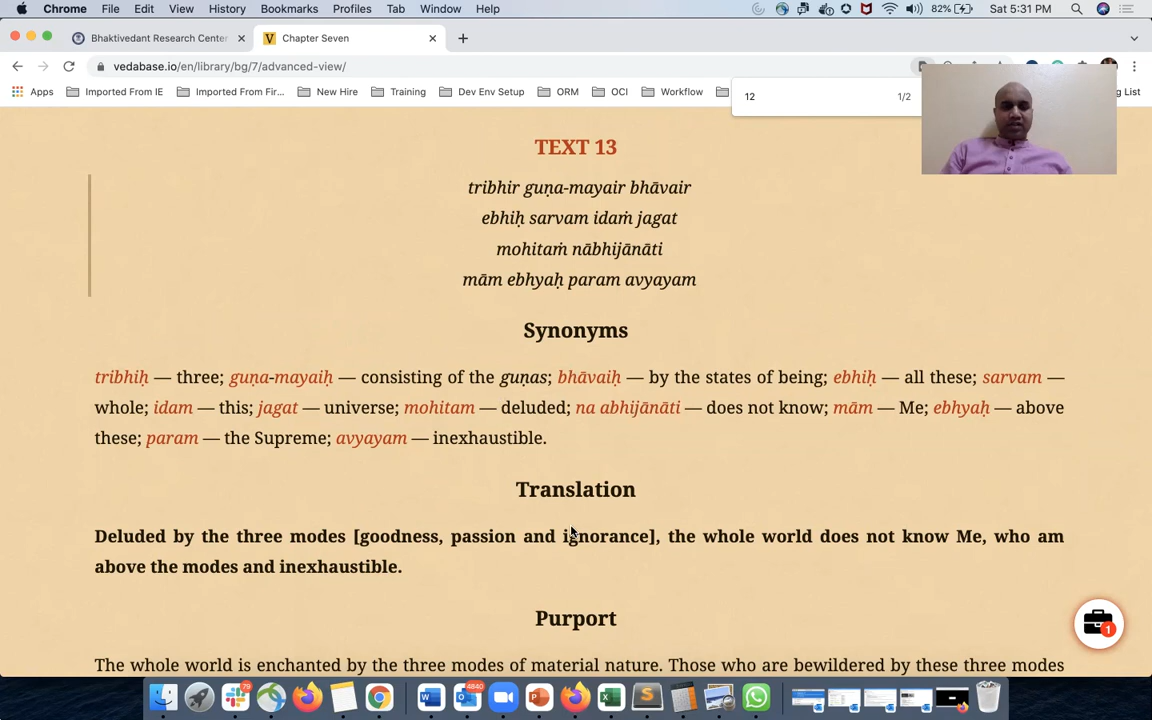 Chrome File Edit View History Bookmarks Profiles Tab Window Help 82% Sat 5:31 PM
Bhaktivedant Research Center
Chapter Seven
vedabase.io/en/library/bg/7/advanced-view/
Apps Imported From IE Imported From Fir... New Hire Training Dev Env Setup ORM OCI Workflow g List
12 1/2
TEXT 13
tribhir guṇa-mayair bhāvair
ebhiḥ sarvam idaṁ jagat
mohitaṁ nābhijānāti
mām ebhyaḥ param avyayam
Synonyms
tribhiḥ — three; guṇa-mayaiḥ — consisting of the guṇas; bhāvaiḥ — by the states of being; ebhiḥ — all these; sarvam —
whole; idam — this; jagat — universe; mohitam — deluded; na abhijānāti — does not know; mām — Me; ebhyaḥ — above
these; param — the Supreme; avyayam — inexhaustible.
Translation
Deluded by the three modes [goodness, passion and ignorance], the whole world does not know Me, who am
above the modes and inexhaustible.
Purport
The whole world is enchanted by the three modes of material nature. Those who are bewildered by these three modes
1
79
4840